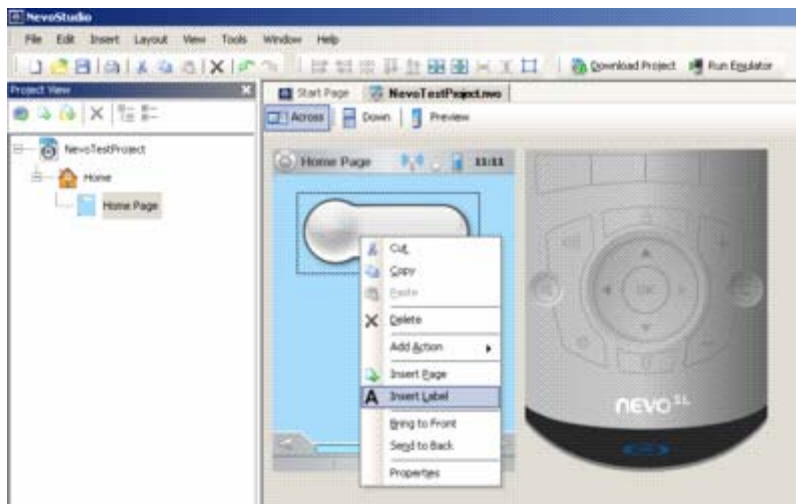 NevoStudio
File Edit Insert Layout View Tools Window Help
Download Project Run Emulator
Project View
Start Page NevoTestProject.nvo
Across Down Preview
NevoTestProject
Home
Home Page
Home Page 11:11
Cut
Copy
Paste
Delete
Add Action
Insert Page
Insert Label
Bring to Front
Send to Back
Properties
OK
nevo SL